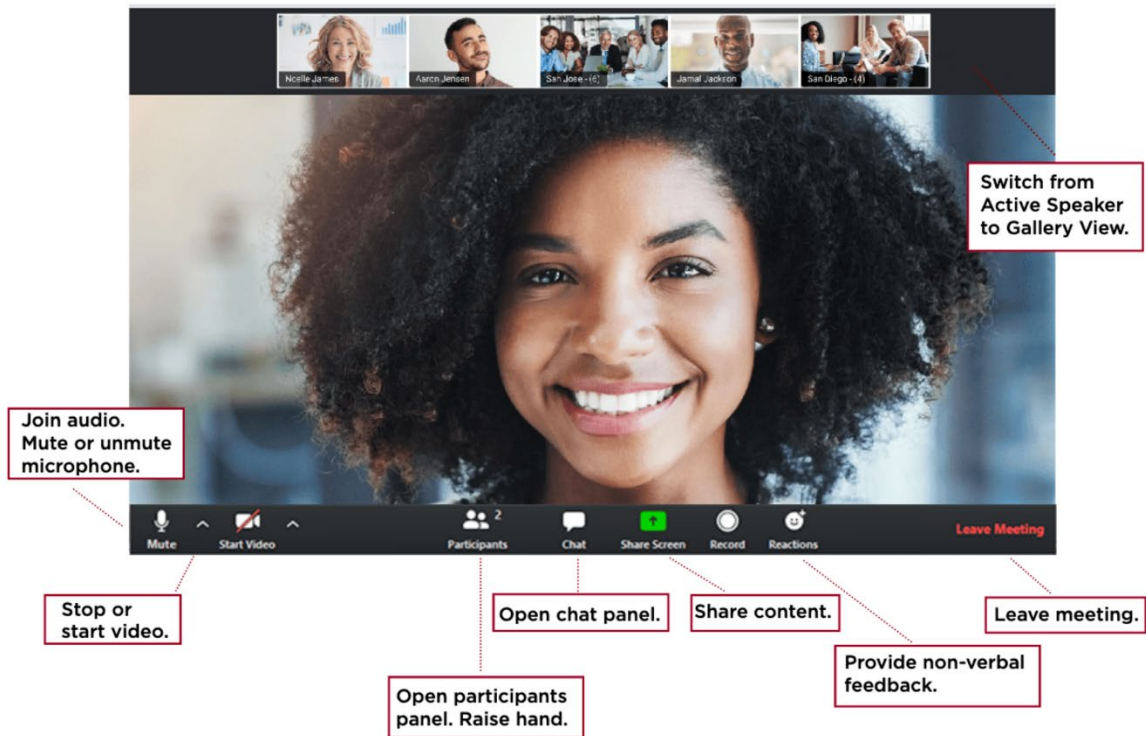 Noelle James
Aaron Jensen
San Jose - (6)
Jamal Jackson
San Diego - (4)
Switch from
Active Speaker
to Gallery View.
Join audio.
Mute or unmute
microphone.
2
Mute
Start Video
Participants
Chat
Share Screen
Record
Reactions
Leave Meeting
Stop or
start video.
Open participants
panel. Raise hand.
Open chat panel.
Share content.
Provide non-verbal
feedback.
Leave meeting.